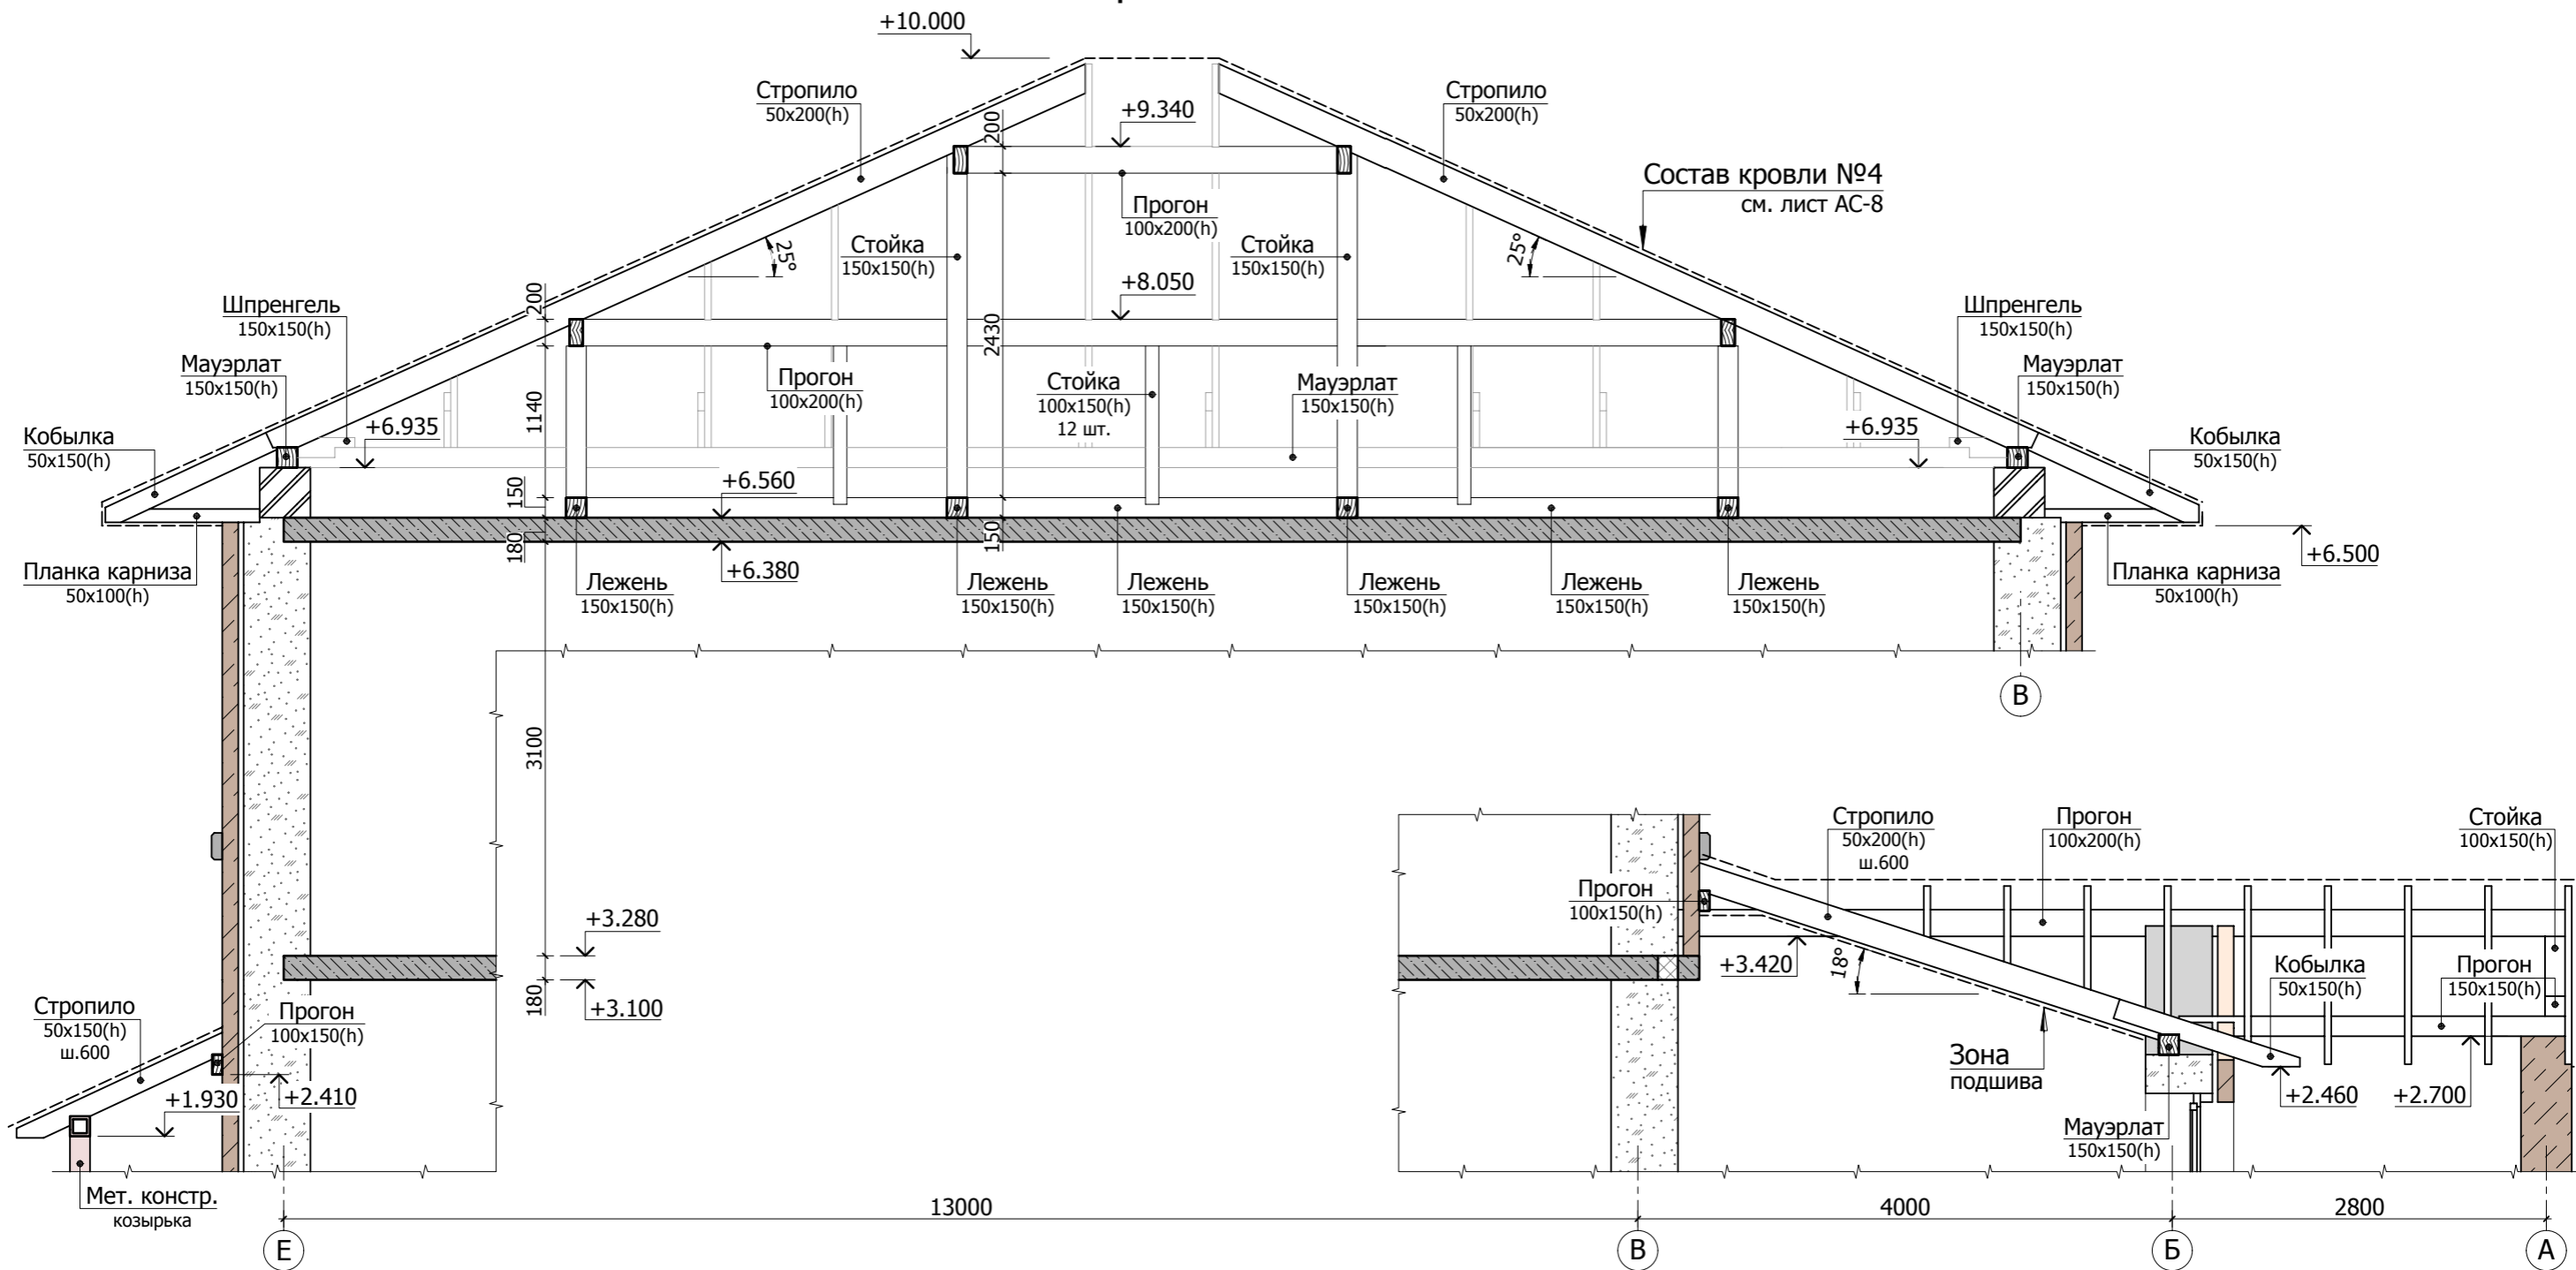 +10.000
Стропило
50x200(h)
Стропило
50x200(h)
+9.340
200
Состав кровли №4
см. лист АС-8
Прогон
100x200(h)
Стойка
150x150(h)
Стойка
150x150(h)
25°
25°
+8.050
200
2430
Шпренгель
150x150(h)
Шпренгель
150x150(h)
Мауэрлат
150x150(h)
Мауэрлат
150x150(h)
Прогон
100x200(h)
Стойка
100x150(h)
12 шт.
Мауэрлат
150x150(h)
1140
Кобылка
50x150(h)
+6.935
+6.935
Кобылка
50x150(h)
150
+6.560
180
150
+6.500
Планка карниза
50x100(h)
+6.380
Лежень
150x150(h)
Лежень
150x150(h)
Лежень
150x150(h)
Лежень
150x150(h)
Лежень
150x150(h)
Лежень
150x150(h)
Планка карниза
50x100(h)
В
3100
Стропило
50x200(h)
ш.600
Прогон
100x200(h)
Стойка
100x150(h)
Прогон
100x150(h)
+3.280
+3.420
18°
Кобылка
50x150(h)
Прогон
150x150(h)
180
+3.100
Стропило
50x150(h)
ш.600
Прогон
100x150(h)
Зона
подшива
+1.930
+2.410
+2.460
+2.700
Мауэрлат
150x150(h)
Мет. констр.
козырька
13000
4000
2800
Е
В
Б
А